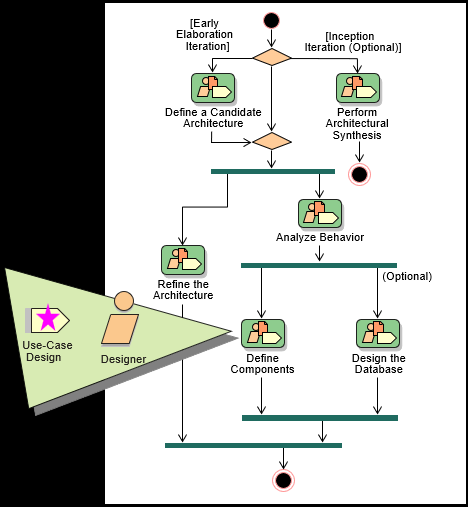 [Early
Elaboration
Iteration]
[Inception
Iteration (Optional)]
Define a Candidate
Architecture
Perform
Architectural
Synthesis
Analyze Behavior
Refine the
Architecture
(Optional)
Use-Case
Design
Designer
Define
Components
Design the
Database